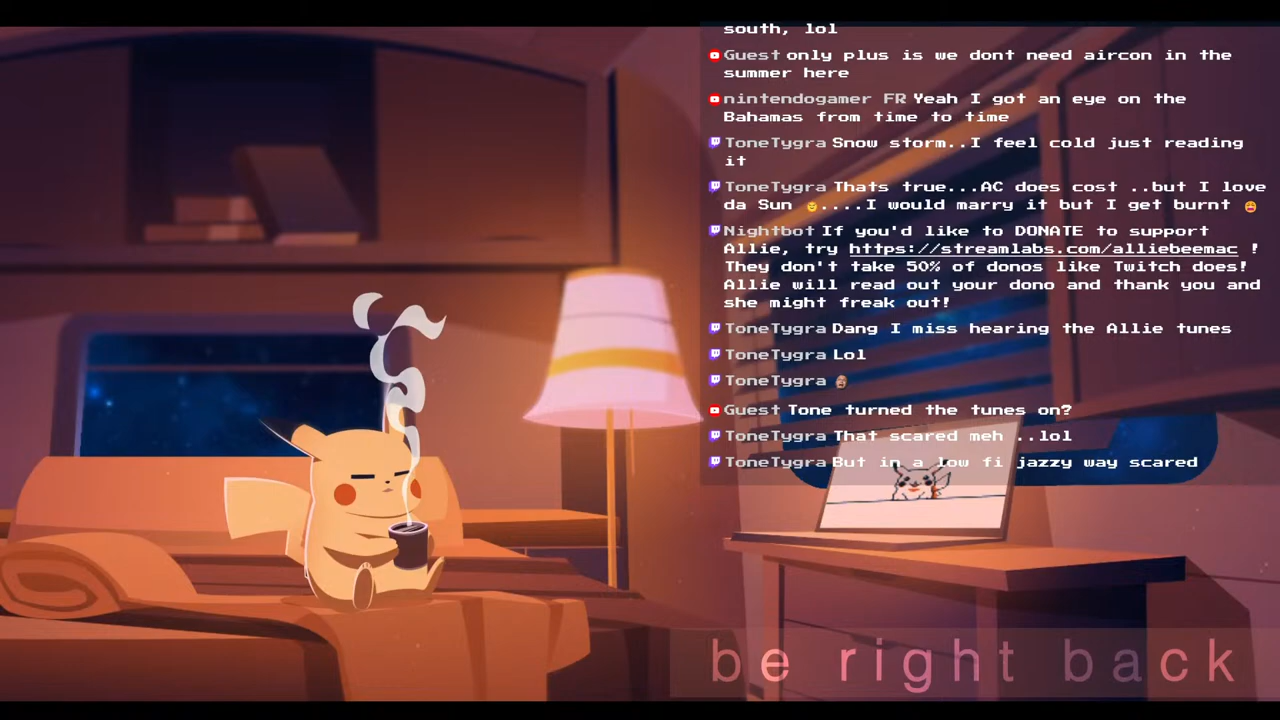 south, lol
Guest only plus is we dont need aircon in the
summer here
nintendogamer FR Yeah I got an eye on the
Bahamas from time to time
ToneTygra Snow storm..I feel cold just reading
it
ToneTygra Thats true...AC does cost ..but I love
da Sun 🌞....I would marry it but I get burnt 😩
Nightbot If you'd like to DONATE to support
Allie, try https://streamlabs.com/alliebeemac !
They don't take 50% of donos like Twitch does!
Allie will read out your dono and thank you and
she might freak out!
ToneTygra Dang I miss hearing the Allie tunes
ToneTygra Lol
ToneTygra
Guest Tone turned the tunes on?
ToneTygra That scared meh ..lol
ToneTygra But in a low fi jazzy way scared
be right back